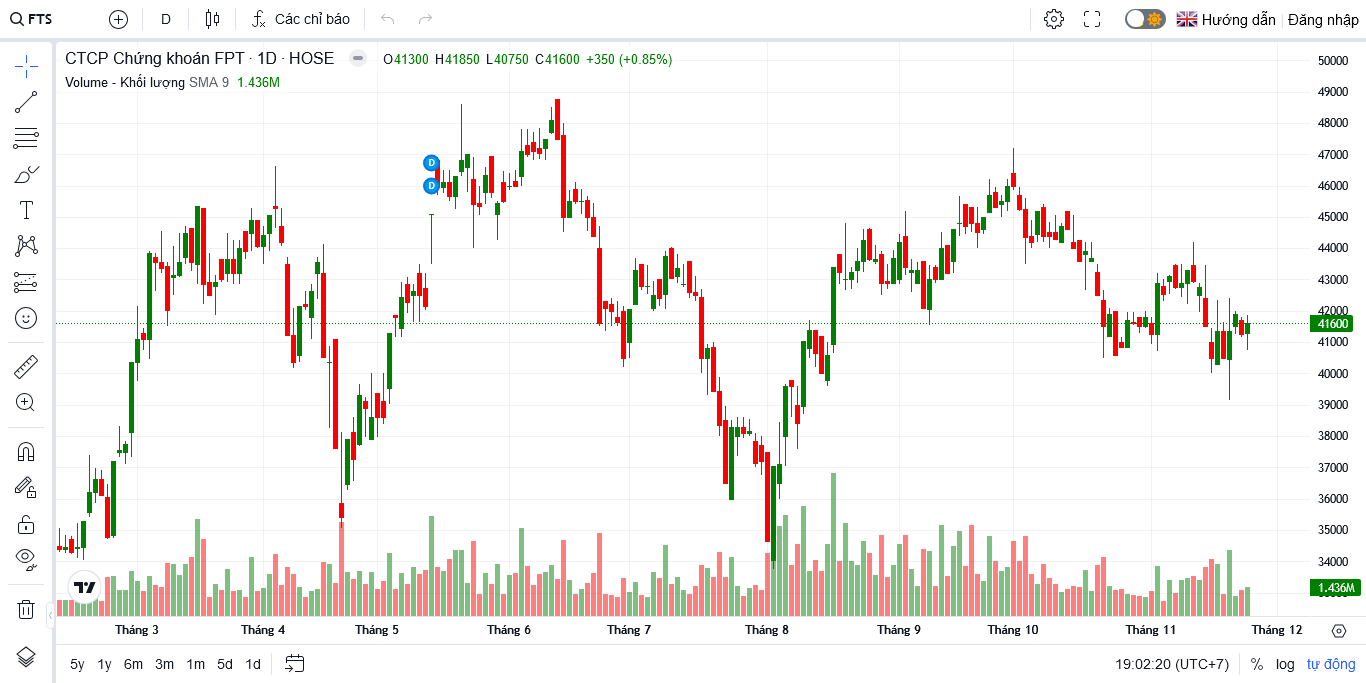 FTS D Các chỉ báo Hướng dẫn Đăng nhập
CTCP Chứng khoán FPT · 1D · HOSE O41300 H41850 L40750 C41600 +350 (+0.85%)
Volume - Khối lượng SMA 9 1.436M
D
D
50000
49000
48000
47000
46000
45000
44000
43000
42000
41600
41000
40000
39000
38000
37000
36000
35000
34000
1.436M
Tháng 3 Tháng 4 Tháng 5 Tháng 6 Tháng 7 Tháng 8 Tháng 9 Tháng 10 Tháng 11 Tháng 12
5y 1y 6m 3m 1m 5d 1d 19:02:20 (UTC+7) % log tự động